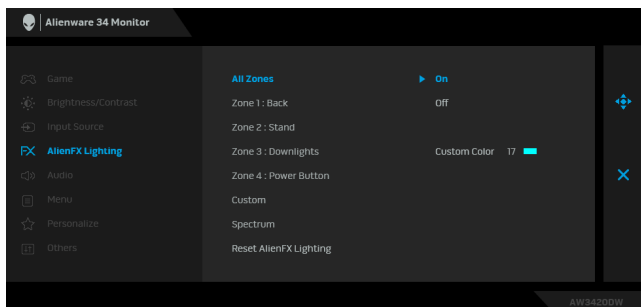 Alienware 34 Monitor
Game
Brightness/Contrast
Input Source
FX AlienFX Lighting
Audio
Menu
Personalize
Others
All Zones On
Zone 1 : Back Off
Zone 2 : Stand
Zone 3 : Downlights Custom Color 17
Zone 4 : Power Button
Custom
Spectrum
Reset AlienFX Lighting
AW3420DW